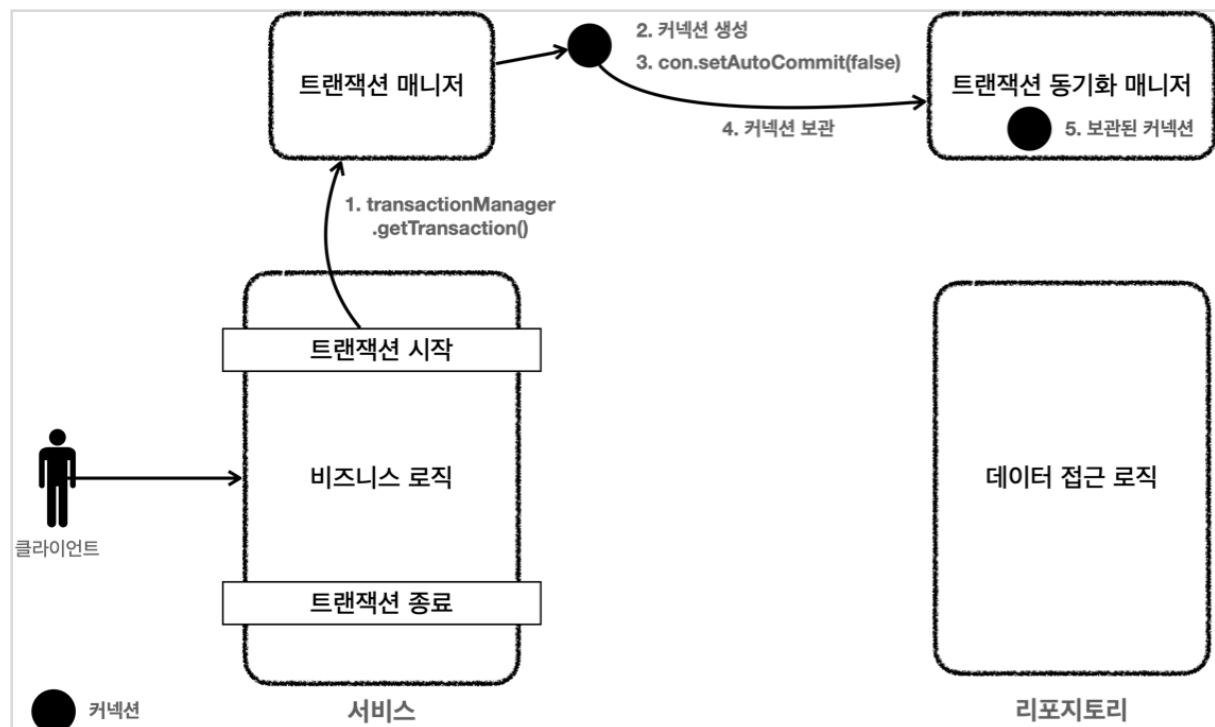 트랜잭션 매니저
2. 커넥션 생성
3. con.setAutoCommit(false)
4. 커넥션 보관
트랜잭션 동기화 매니저
5. 보관된 커넥션
1. transactionManager
.getTransaction()
트랜잭션 시작
비즈니스 로직
트랜잭션 종료
클라이언트
데이터 접근 로직
커넥션
서비스
리포지토리